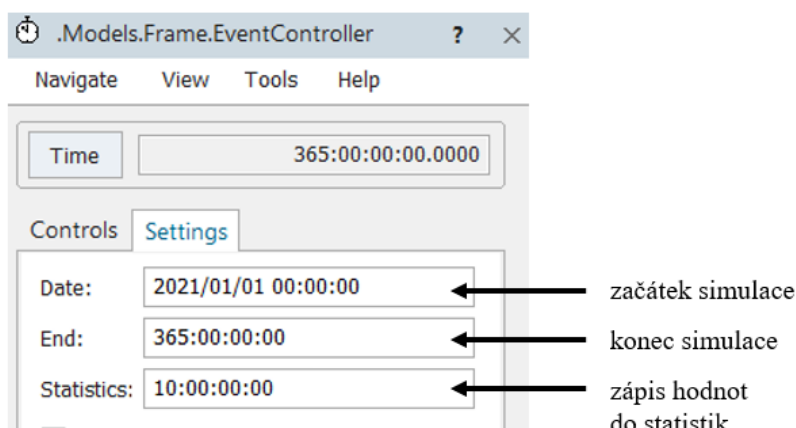 .Models.Frame.EventController ? ×
Navigate View Tools Help
Time 365:00:00:00.0000
Controls Settings
Date: 2021/01/01 00:00:00 začátek simulace
End: 365:00:00:00 konec simulace
Statistics: 10:00:00:00 zápis hodnot
do statistik